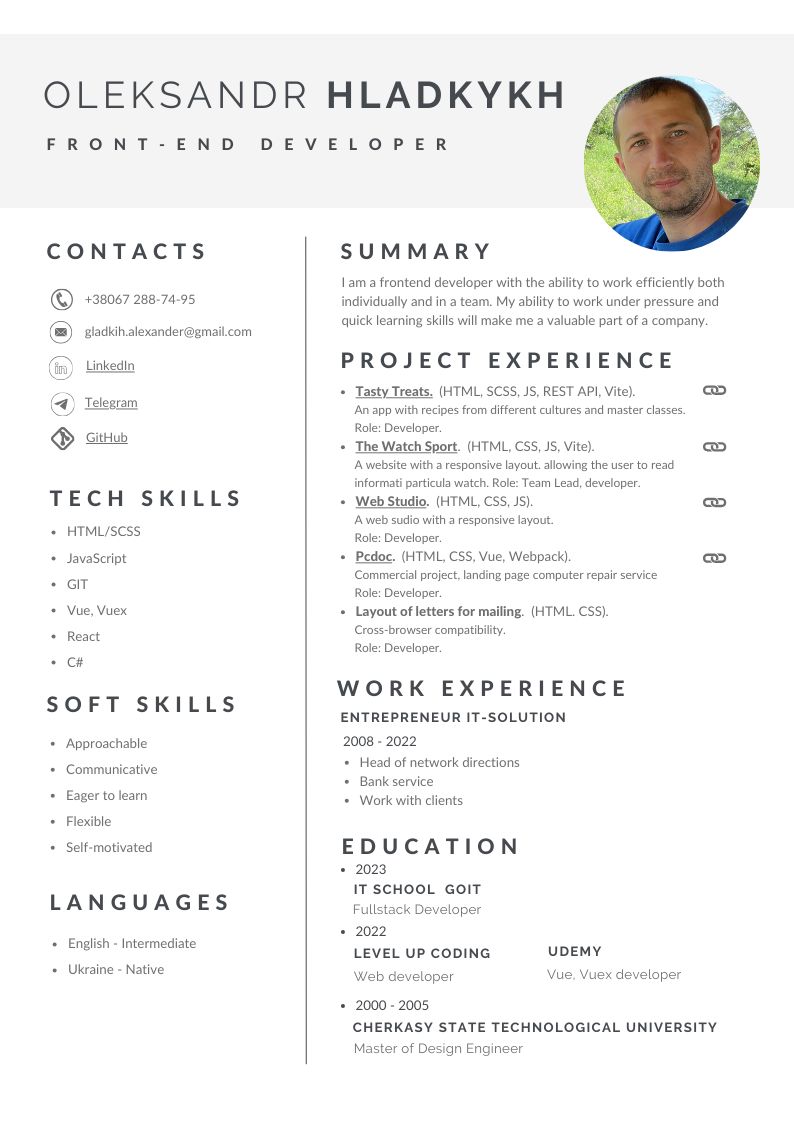 OLEKSANDR HLADKYKH
FRONT-END DEVELOPER
CONTACTS
+38067 288-74-95
gladkih.alexander@gmail.com
LinkedIn
Telegram
GitHub
TECH SKILLS
• HTML/SCSS
• JavaScript
• GIT
• Vue, Vuex
• React
• C#
SOFT SKILLS
• Approachable
• Communicative
• Eager to learn
• Flexible
• Self-motivated
LANGUAGES
• English - Intermediate
• Ukraine - Native
SUMMARY
I am a frontend developer with the ability to work efficiently both
individually and in a team. My ability to work under pressure and
quick learning skills will make me a valuable part of a company.
PROJECT EXPERIENCE
• Tasty Treats. (HTML, SCSS, JS, REST API, Vite).
An app with recipes from different cultures and master classes.
Role: Developer.
• The Watch Sport. (HTML, CSS, JS, Vite).
A website with a responsive layout. allowing the user to read
informati particula watch. Role: Team Lead, developer.
• Web Studio. (HTML, CSS, JS).
A web sudio with a responsive layout.
Role: Developer.
• Pcdoc. (HTML, CSS, Vue, Webpack).
Commercial project, landing page computer repair service
Role: Developer.
• Layout of letters for mailing. (HTML. CSS).
Cross-browser compatibility.
Role: Developer.
WORK EXPERIENCE
ENTREPRENEUR IT-SOLUTION
2008 - 2022
• Head of network directions
• Bank service
• Work with clients
EDUCATION
• 2023
IT SCHOOL GOIT
Fullstack Developer
• 2022
LEVEL UP CODING
Web developer
UDEMY
Vue, Vuex developer
• 2000 - 2005
CHERKASY STATE TECHNOLOGICAL UNIVERSITY
Master of Design Engineer